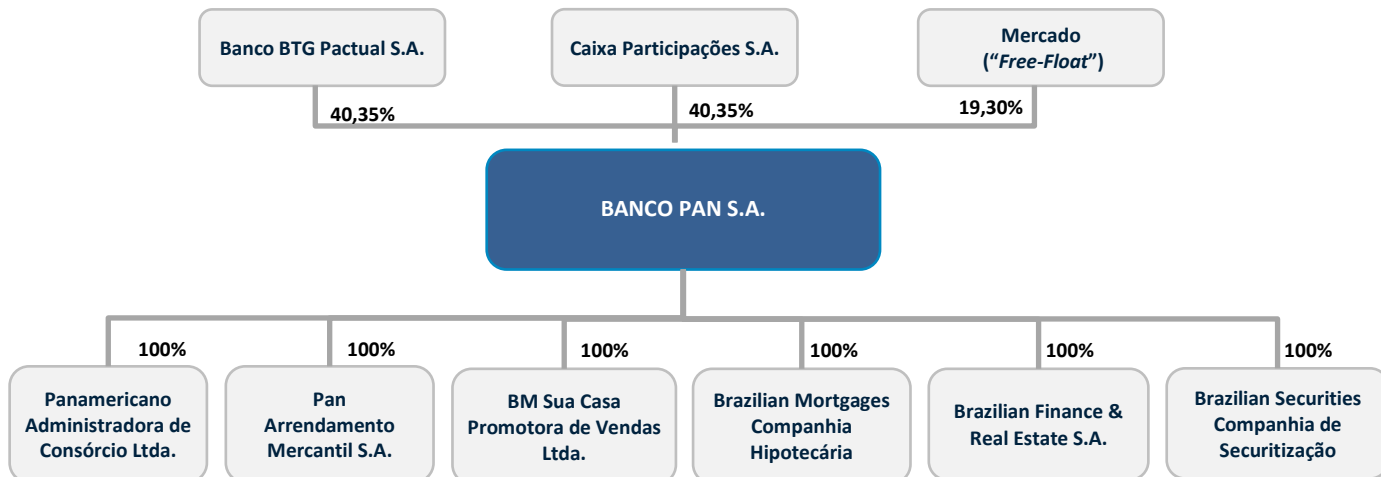 Banco BTG Pactual S.A.
Caixa Participações S.A.
Mercado
(“Free-Float”)
40,35%
40,35%
19,30%
BANCO PAN S.A.
100%
100%
100%
100%
100%
100%
Panamericano
Administradora de
Consórcio Ltda.
Pan
Arrendamento
Mercantil S.A.
BM Sua Casa
Promotora de Vendas
Ltda.
Brazilian Mortgages
Companhia
Hipotecária
Brazilian Finance &
Real Estate S.A.
Brazilian Securities
Companhia de
Securitização